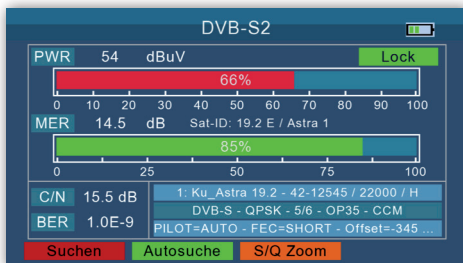 DVB-S2
PWR 54 dBuV Lock
66%
0 10 20 30 40 50 60 70 80 90 100
MER 14.5 dB Sat-ID: 19.2 E / Astra 1
85%
0 25 50 75 100
C/N 15.5 dB
1: Ku_Astra 19.2 - 42-12545 / 22000 / H
DVB-S - QPSK - 5/6 - OP35 - CCM
BER 1.0E-9
PILOT=AUTO - FEC=SHORT - Offset=-345 ...
Suchen Autosuche S/Q Zoom